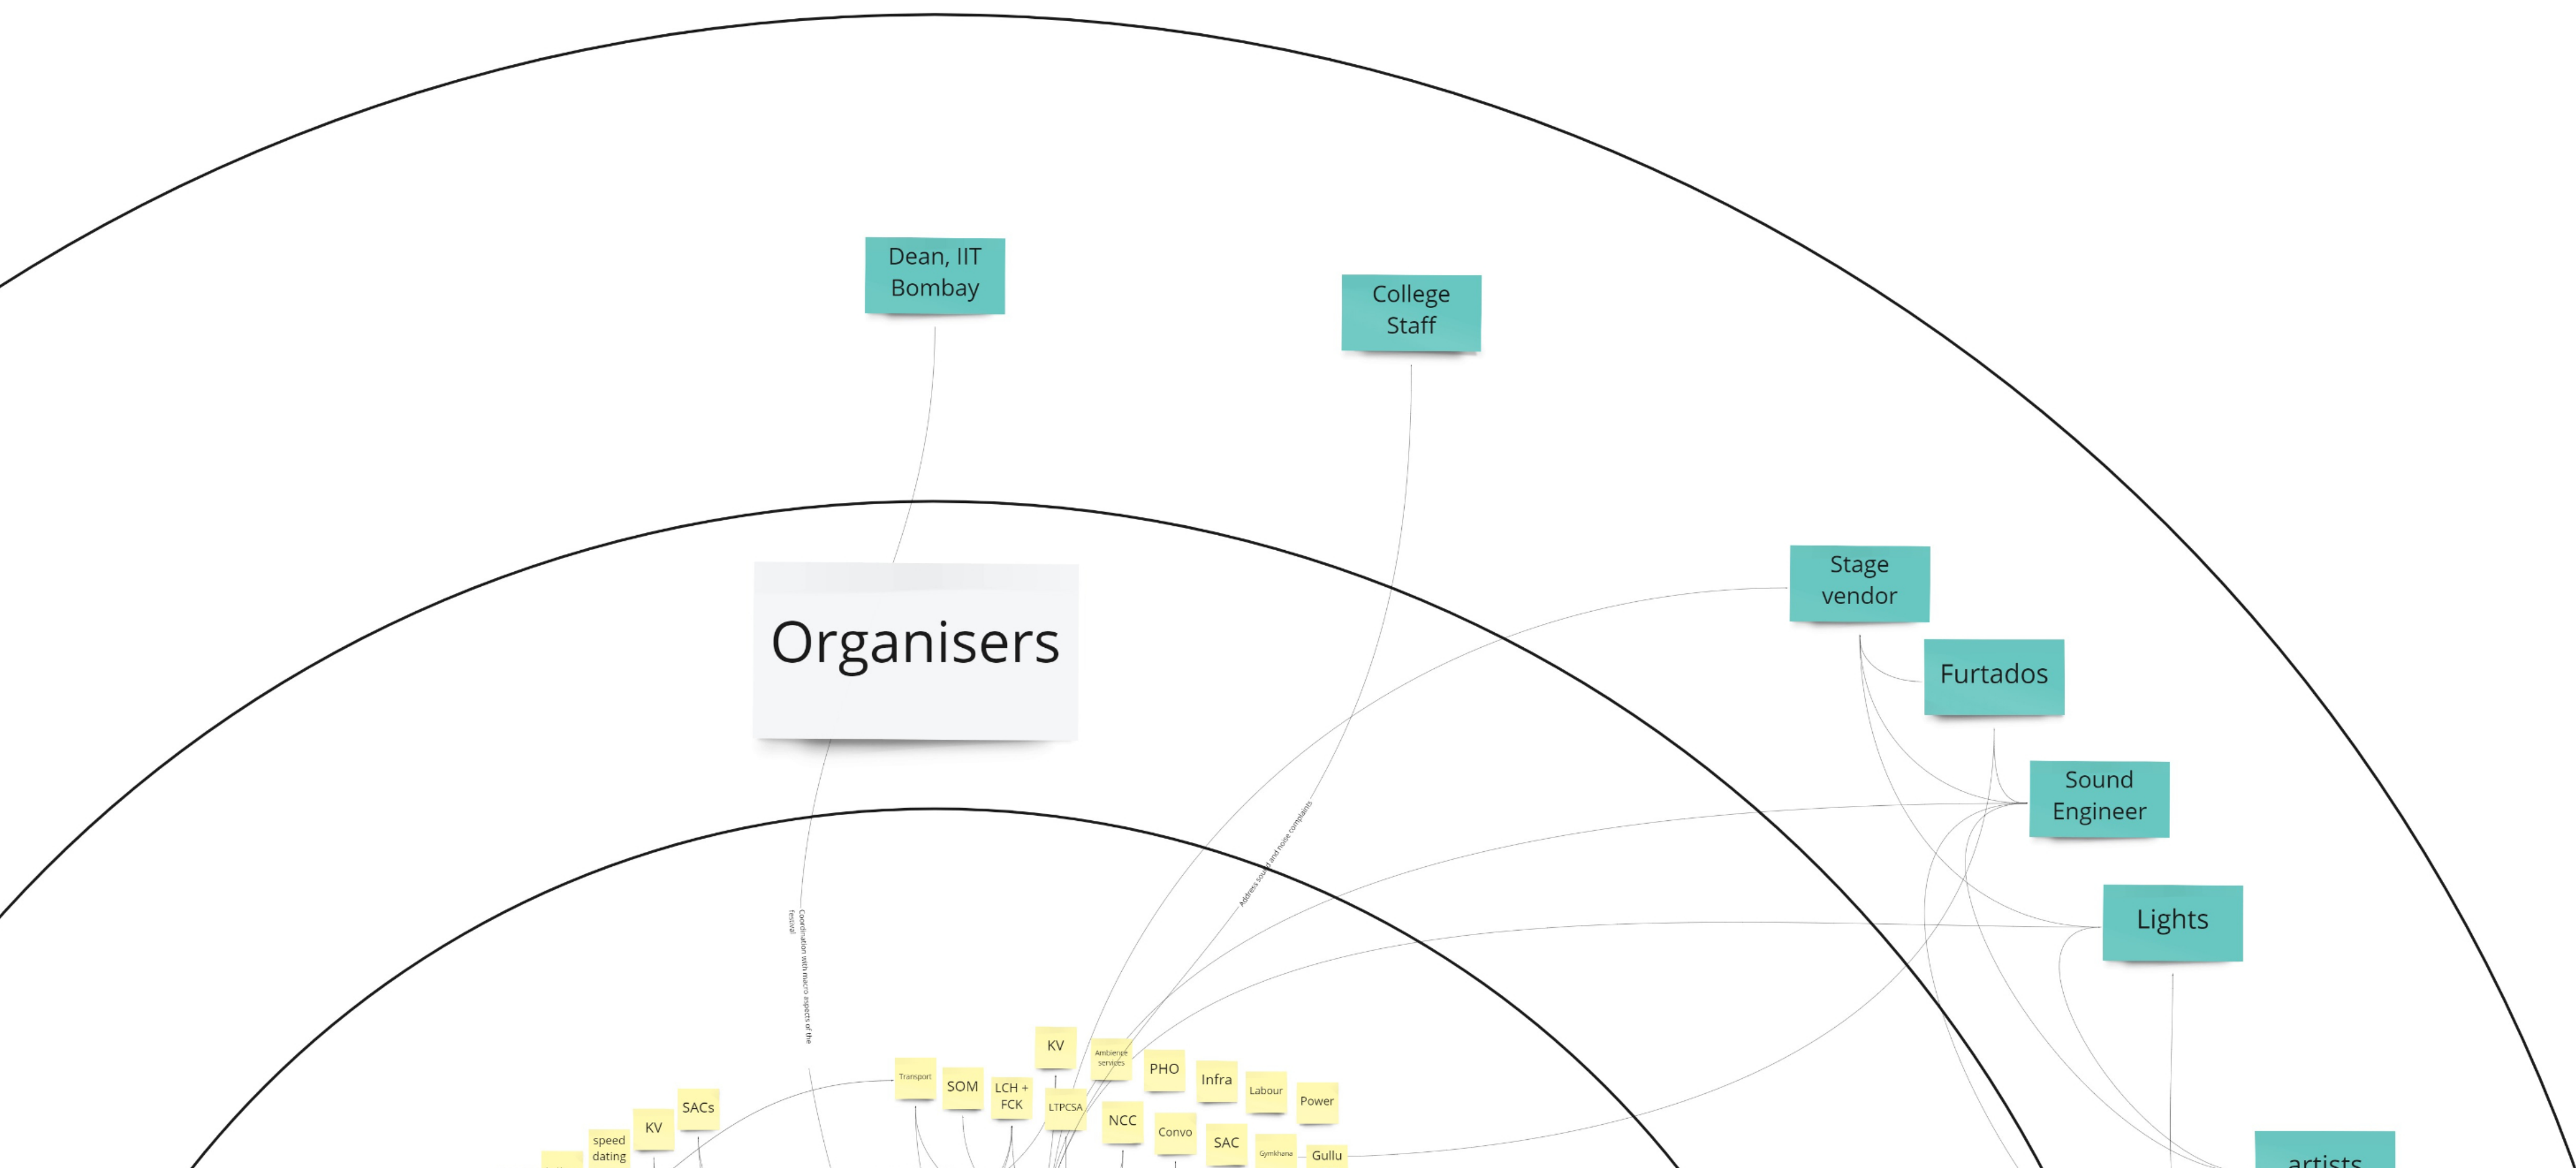 Dean, IIT
Bombay
College
Staff
Stage
vendor
Organisers
Furtados
Sound
Engineer
Address sound and noise complaints
Lights
Coordination with macro aspects of the
festival
KV
Ambience
services
PHO
Transport
SOM
LCH +
FCK
Infra
Labour
Power
SACs
LTPCSA
NCC
KV
Convo
SAC
speed
dating
Gymkhana
Gullu
artists